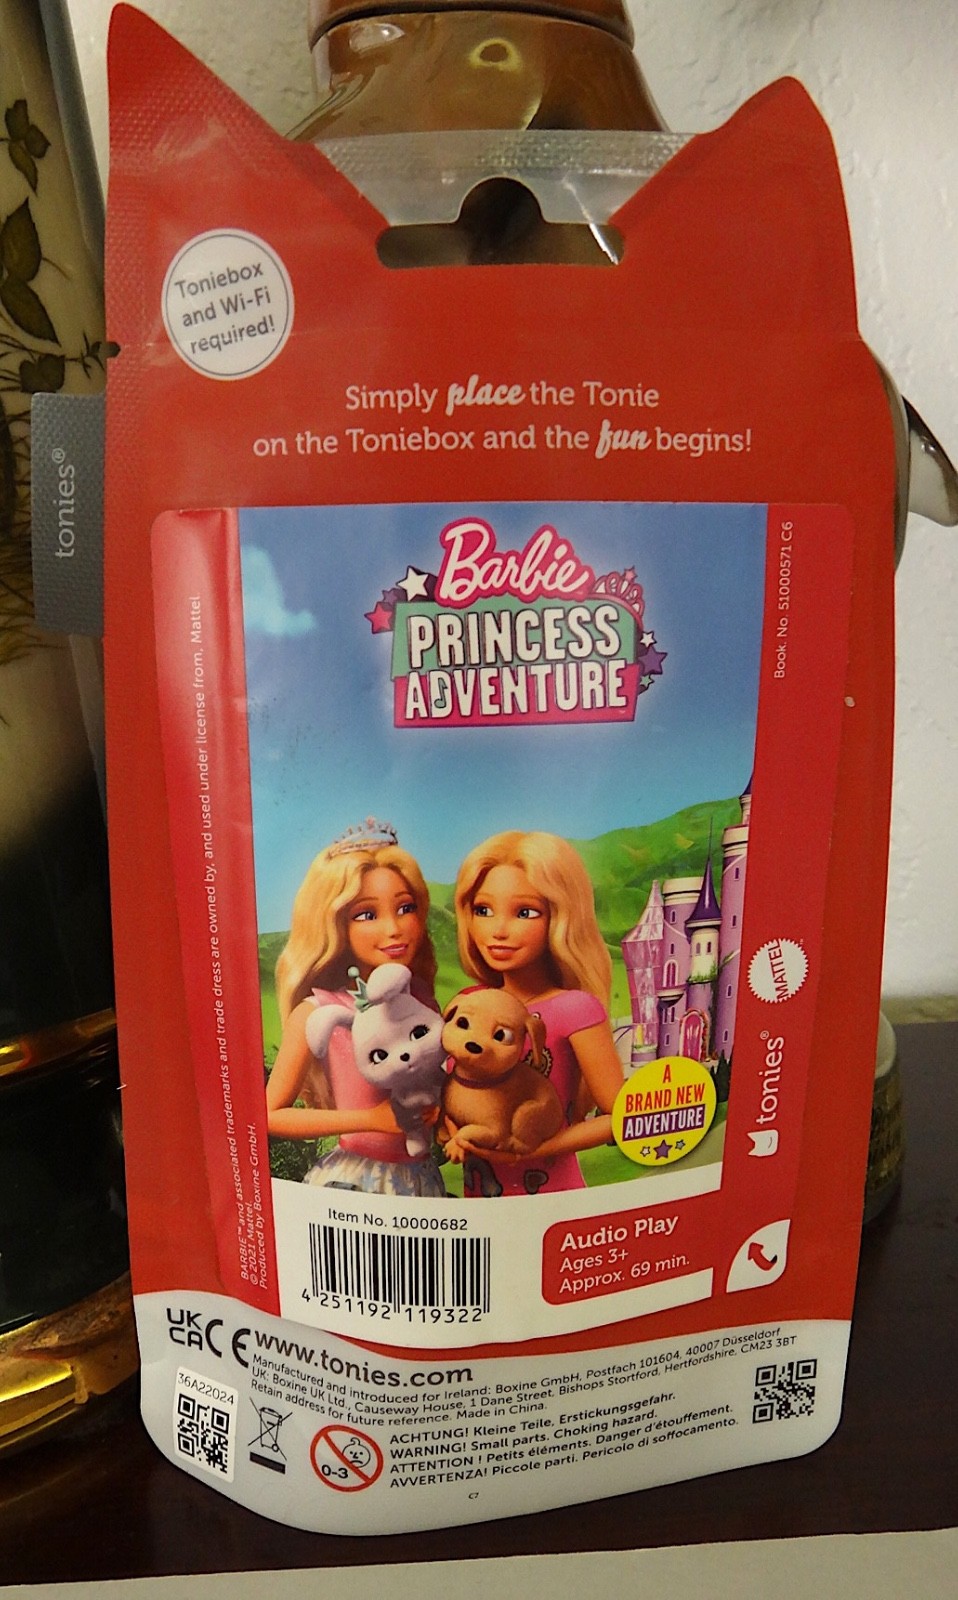 Toniebox
and Wi-Fi
required!
Simply place the Tonie
on the Toniebox and the fun begins!
tonies®
Barbie
PRINCESS
ADVENTURE
Book. No. 51000571 C6
BARBIE™ and associated trademarks and trade dress are owned by, and used under license from, Mattel.
© 2021 Mattel.
Produced by Boxine GmbH.
MATTEL
tonies®
A
BRAND NEW
ADVENTURE
Item No. 10000682
4 251192 119322
Audio Play
Ages 3+
Approx. 69 min.
UK
CA CE
www.tonies.com
Manufactured and introduced for Ireland: Boxine GmbH, Postfach 101604, 40007 Düsseldorf
UK: Boxine UK Ltd., Causeway House, 1 Dane Street, Bishops Stortford, Hertfordshire, CM23 3BT
Retain address for future reference. Made in China.
36A22024
0-3
ACHTUNG! Kleine Teile. Erstickungsgefahr.
WARNING! Small parts. Choking hazard.
ATTENTION ! Petits éléments. Danger d'étouffement.
AVVERTENZA! Piccole parti. Pericolo di soffocamento.
C7